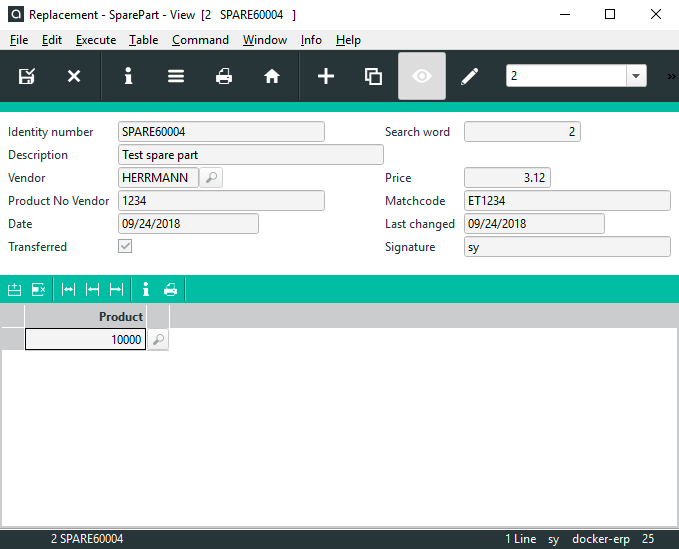 Replacement - SparePart - View [2 SPARE60004 ]
File Edit Execute Table Command Window Info Help
2 »
Identity number SPARE60004 Search word 2
Description Test spare part
Vendor HERRMANN Price 3.12
Product No Vendor 1234 Matchcode ET1234
Date 09/24/2018 Last changed 09/24/2018
Transferred Signature sy
Product
10000
2 SPARE60004 1 Line sy docker-erp 25